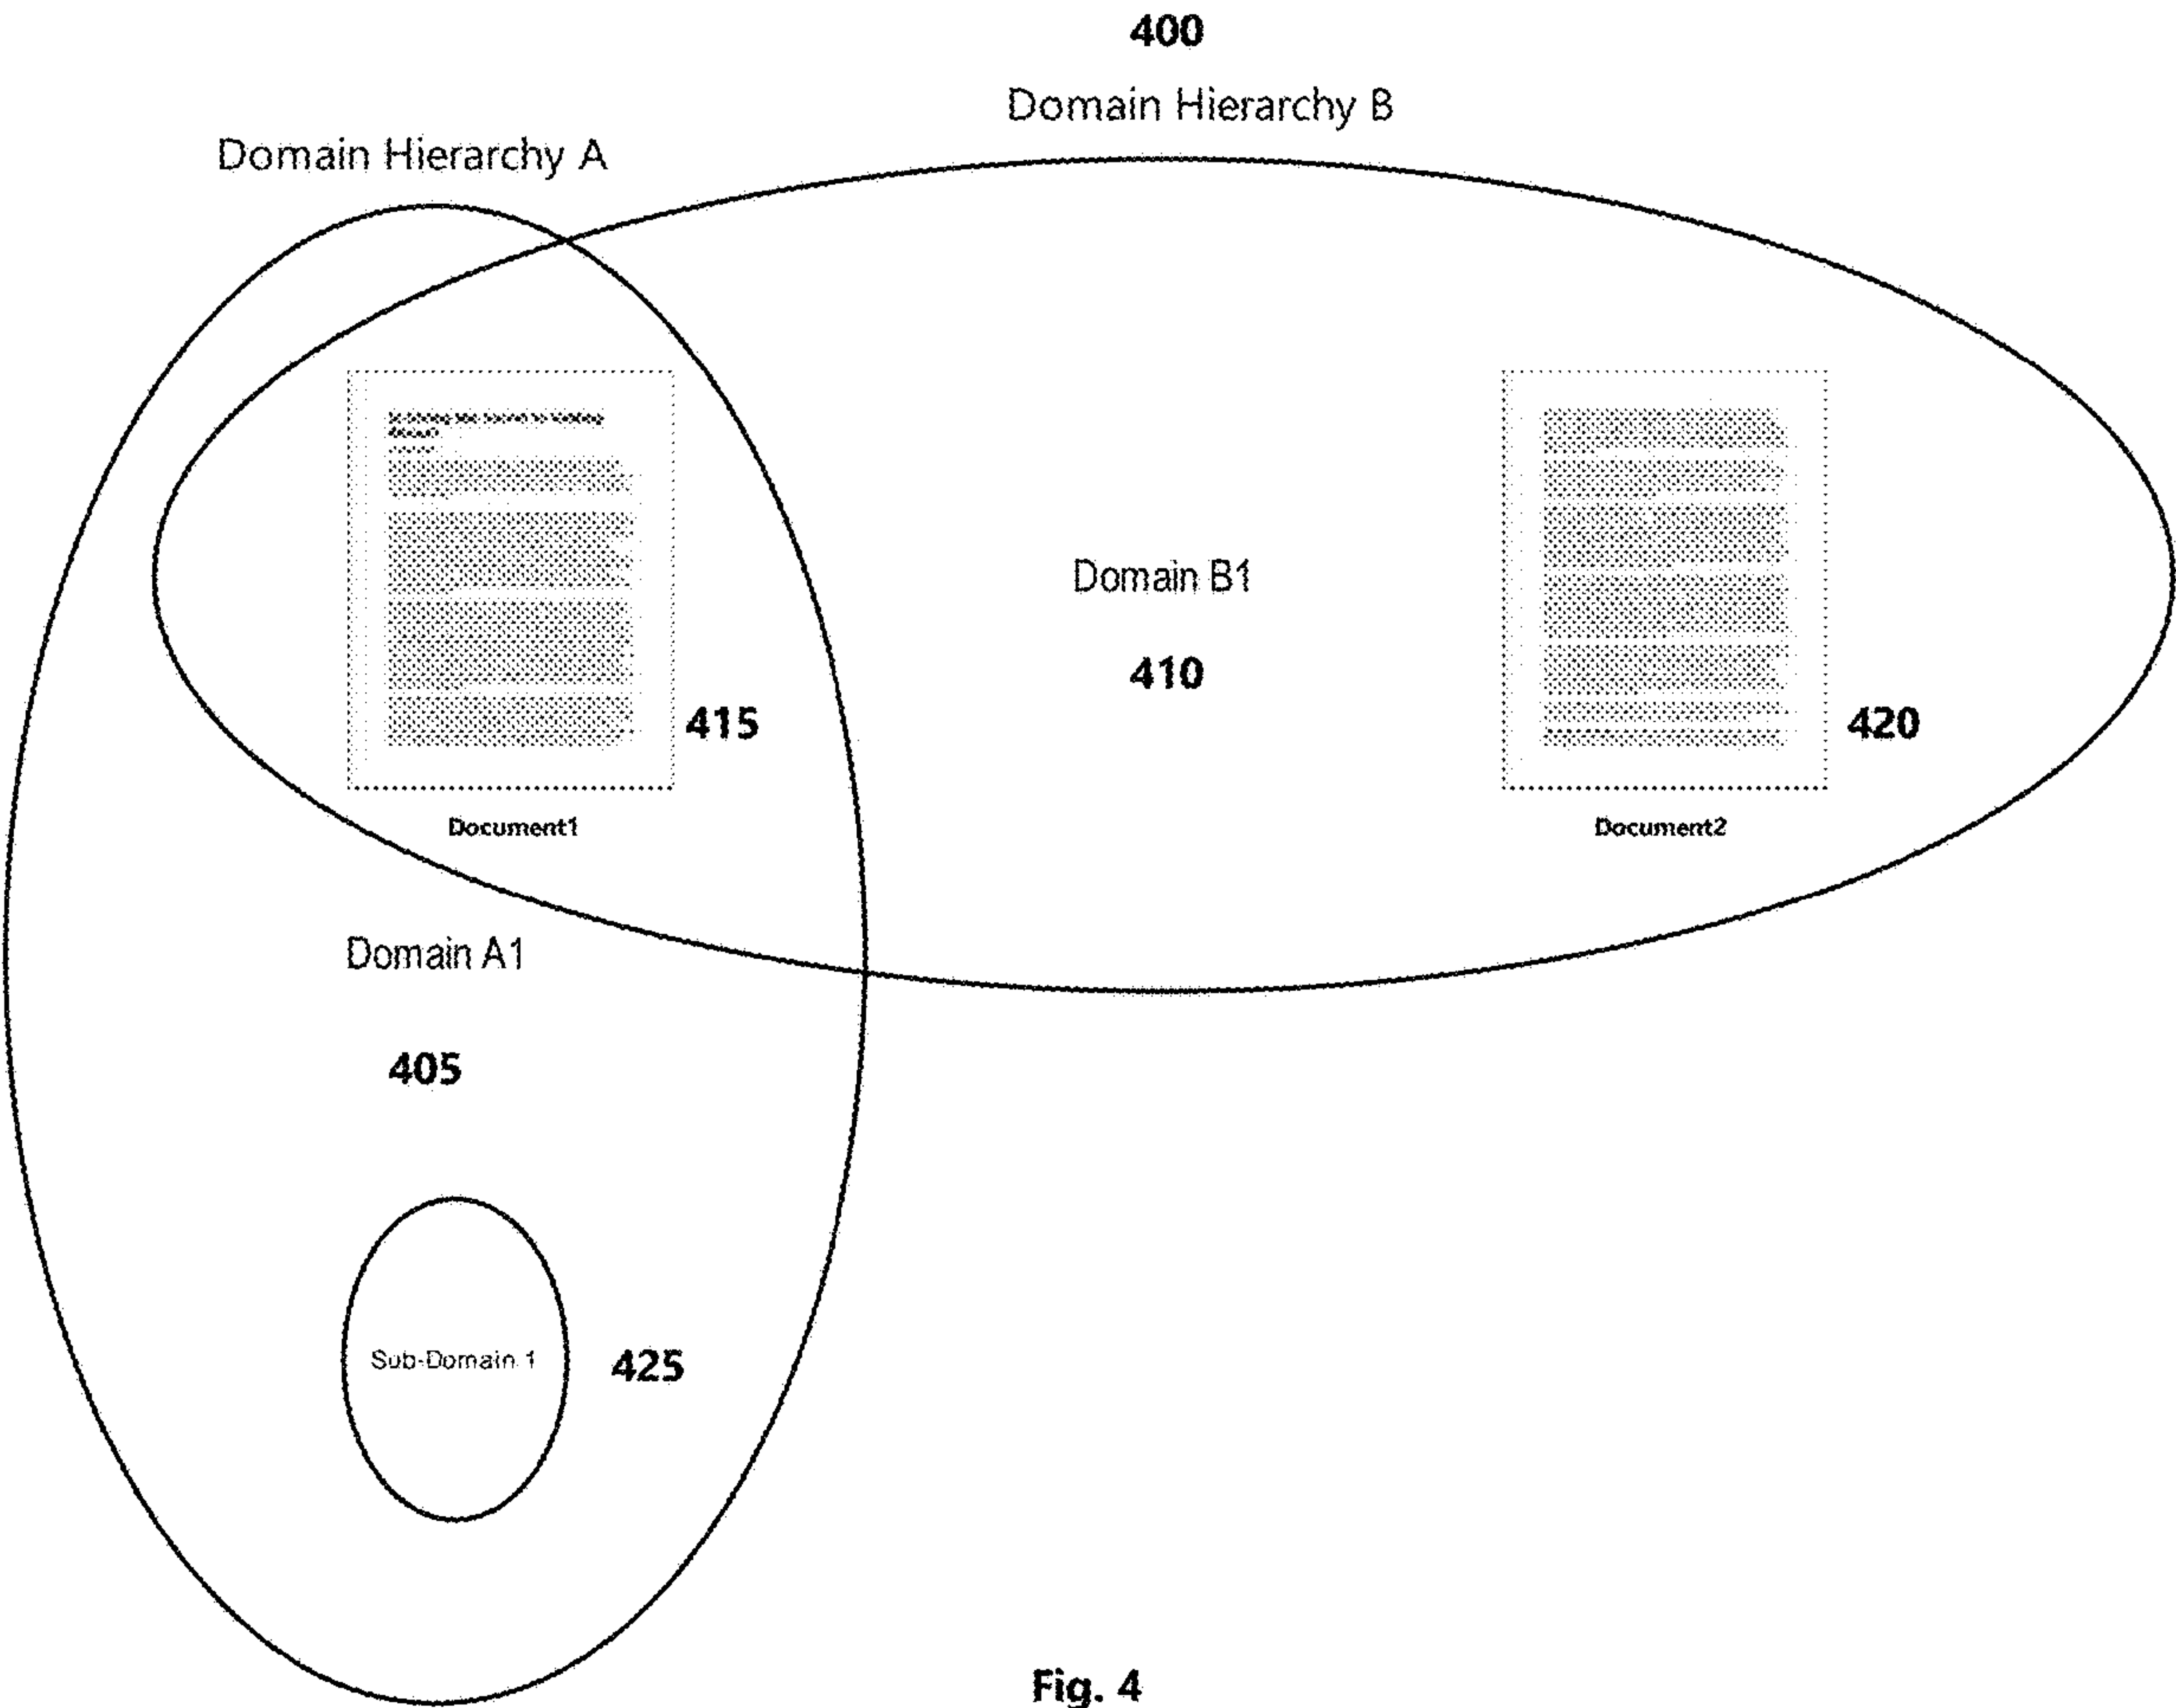 400
Domain Hierarchy B
Domain Hierarchy A
Domain B1
410
415
420
Document1
Document2
Domain A1
405
Sub-Domain 1
425
Fig. 4